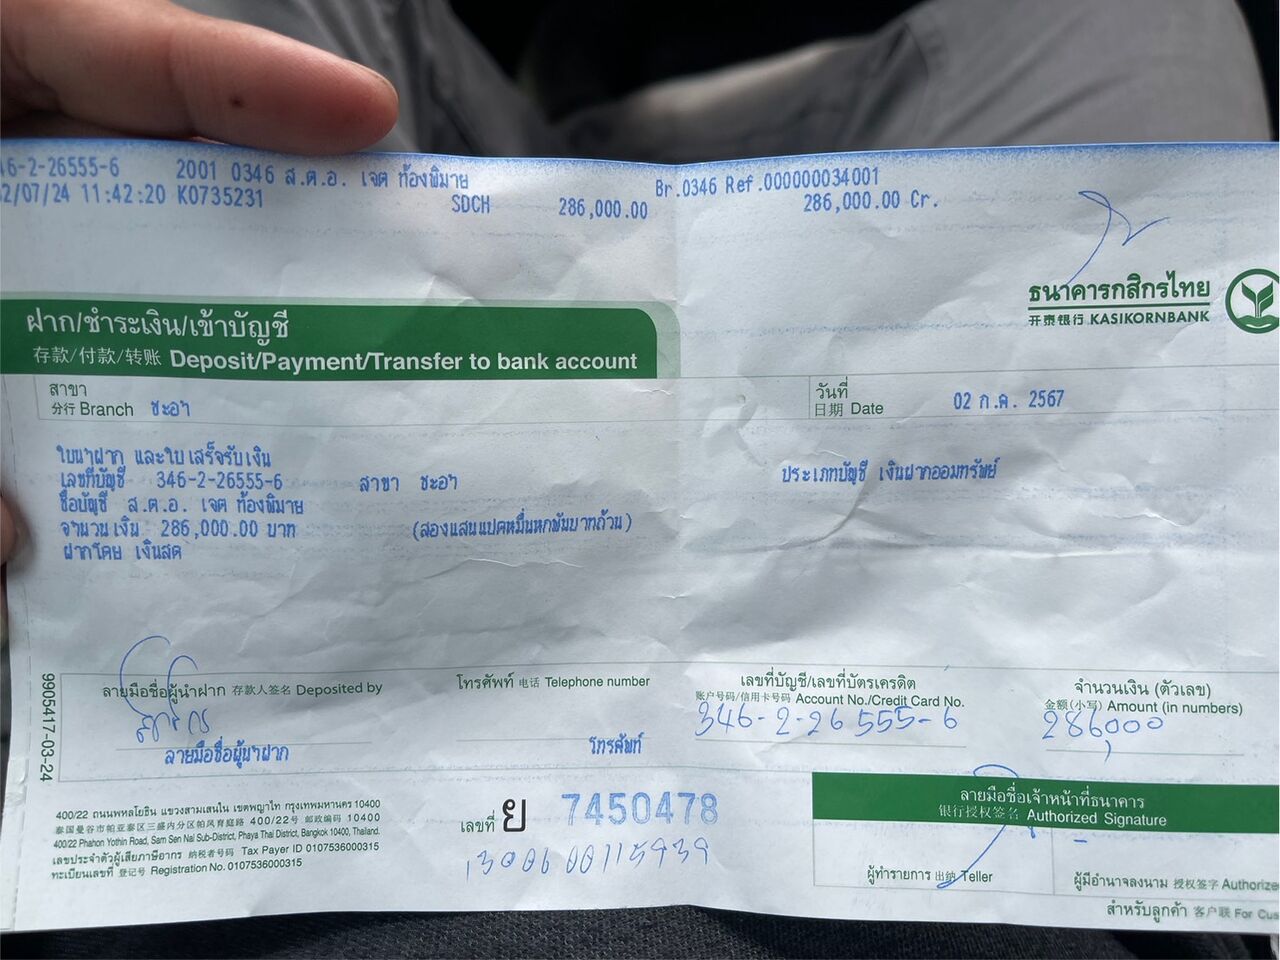 46-2-26555-6 2001 0346 ส.ต.อ. เจต ท้องพิมาย Br.0346 Ref.000000034001
2/07/24 11:42:20 K0735231 SDCH 286,000.00 286,000.00 Cr.
ธนาคารกสิกรไทย
开泰银行 KASIKORNBANK
ฝาก/ชำระเงิน/เข้าบัญชี
存款/付款/转账 Deposit/Payment/Transfer to bank account
สาขา
分行 Branch ชะอำ
วันที่
日期 Date 02 ก.ค. 2567
ใบนำฝาก และใบเสร็จรับเงิน
เลขที่บัญชี 346-2-26555-6 สาขา ชะอำ ประเภทบัญชี เงินฝากออมทรัพย์
ชื่อบัญชี ส.ต.อ. เจต ท้องพิมาย
จำนวนเงิน 286,000.00 บาท (สองแสนแปดหมื่นหกพันบาทถ้วน)
ฝากโดย เงินสด
ลายมือชื่อผู้นำฝาก 存款人签名 Deposited by
โทรศัพท์ 电话 Telephone number
เลขที่บัญชี/เลขที่บัตรเครดิต
账户号码/信用卡号码 Account No./Credit Card No.
346-2-26555-6
จำนวนเงิน (ตัวเลข)
金额(小写) Amount (in numbers)
286,000
ลายมือชื่อผู้นำฝาก โทรศัพท์
9905417-03-24
400/22 ถนนพหลโยธิน แขวงสามเสนใน เขตพญาไท กรุงเทพมหานคร 10400
泰国曼谷市帕亚泰区三盛内分区帕风育庭路 400/22号 邮政编码 10400
400/22 Phahon Yothin Road, Sam Sen Nai Sub-District, Phaya Thai District, Bangkok 10400, Thailand.
เลขประจำตัวผู้เสียภาษีอากร 纳税者号码 Tax Payer ID 0107536000315
ทะเบียนเลขที่ 登记号 Registration No. 0107536000315
เลขที่ ย 7450478
1300600115939
ลายมือชื่อเจ้าหน้าที่ธนาคาร
银行授权签名 Authorized Signature
ผู้ทำรายการ 出纳 Teller
ผู้มีอำนาจลงนาม 授权签字 Authorize
สำหรับลูกค้า 客户联 For Cus